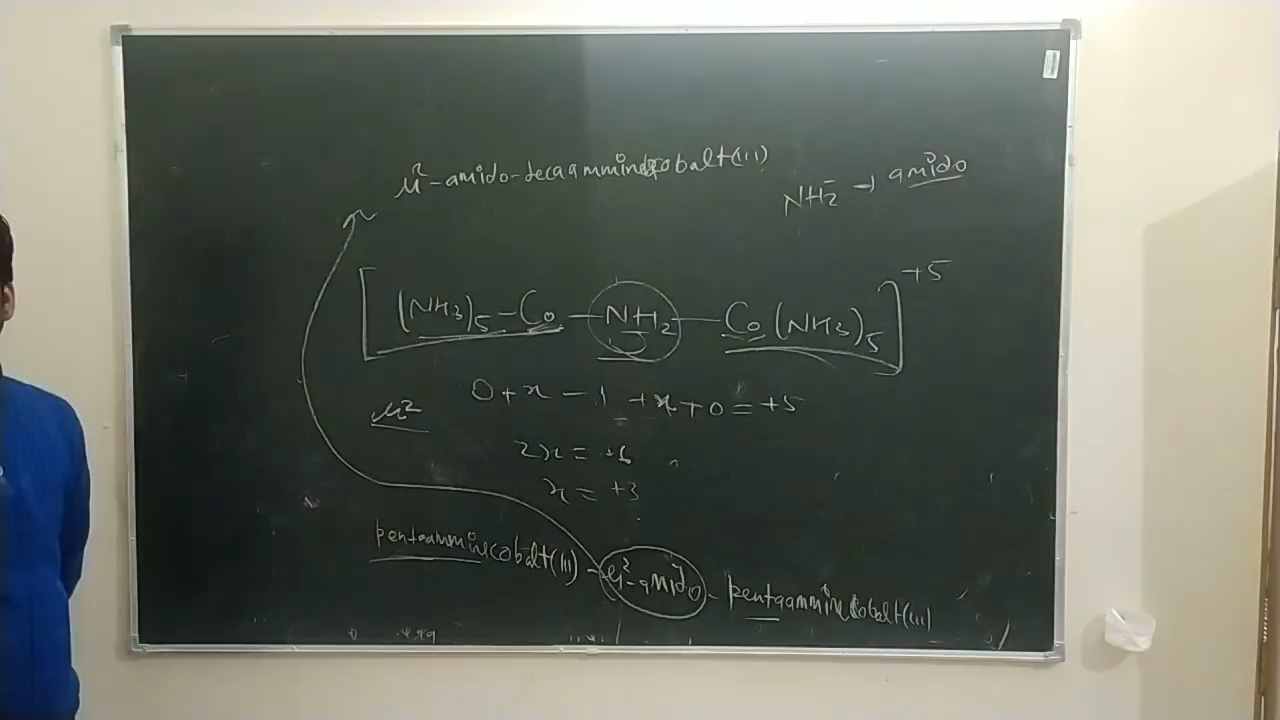 μ²-amido-decaamminedicobalt(III)
NH₂⁻ → amido
[(NH3)₅-Co-NH₂-Co(NH3)₅]⁺⁵
0+x-1+x+0=+5
μ²
2x=+6
x=+3
pentaamminecobalt(III)-μ²-amido-pentaamminecobalt(III)